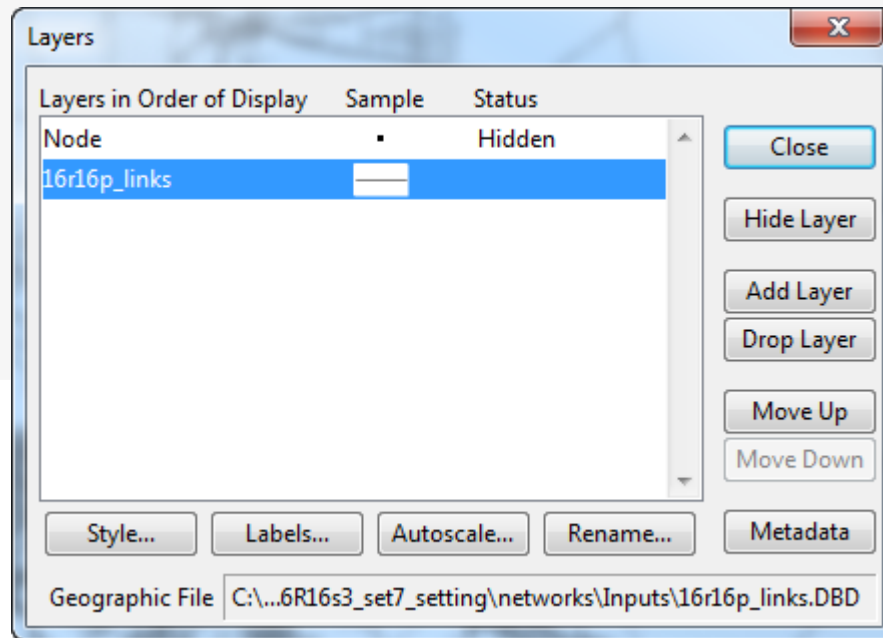 Layers
Layers in Order of Display Sample Status
Node Hidden
16r16p_links
Close
Hide Layer
Add Layer
Drop Layer
Move Up
Move Down
Style... Labels... Autoscale... Rename... Metadata
Geographic File C:\...6R16s3_set7_setting\networks\Inputs\16r16p_links.DBD